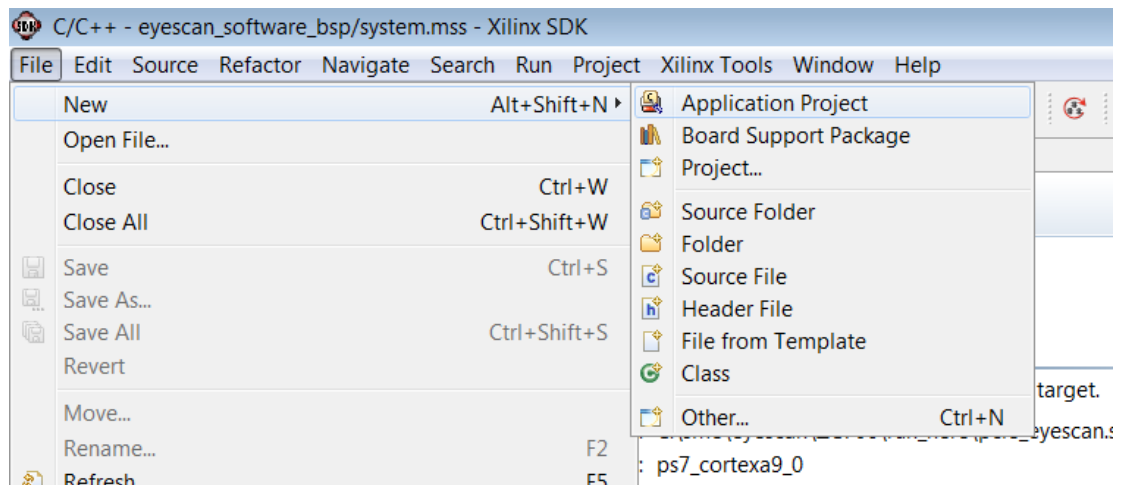 C/C++ - eyescan_software_bsp/system.mss - Xilinx SDK
File Edit Source Refactor Navigate Search Run Project Xilinx Tools Window Help
New Alt+Shift+N
Open File...
Close Ctrl+W
Close All Ctrl+Shift+W
Save Ctrl+S
Save As...
Save All Ctrl+Shift+S
Revert
Move...
Rename... F2
Refresh F5
Application Project
Board Support Package
Project...
Source Folder
Folder
Source File
Header File
File from Template
Class
Other... Ctrl+N
target.
: ps7_cortexa9_0